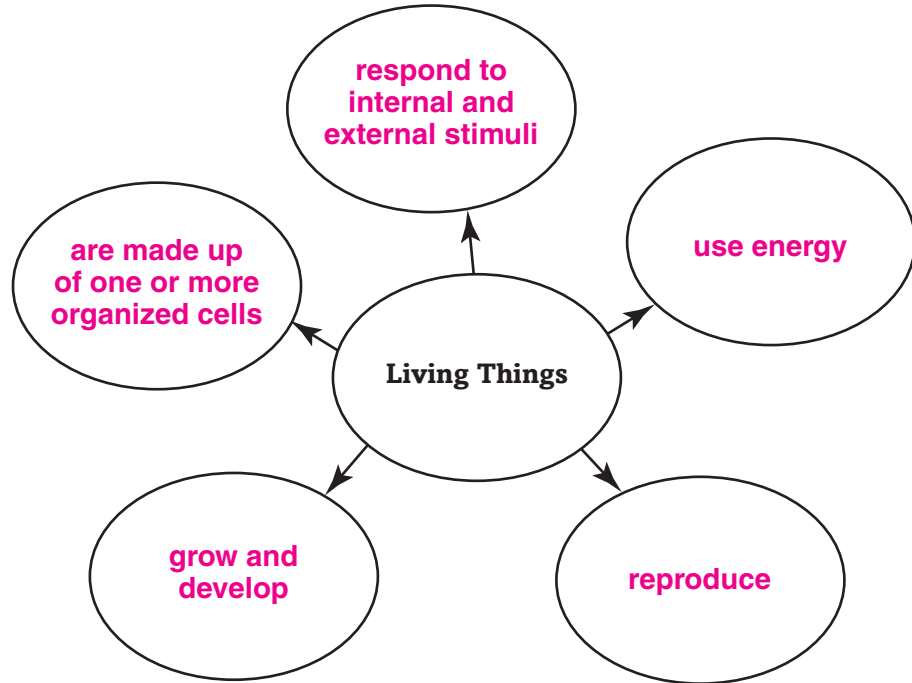 respond to
internal and
external stimuli
are made up
of one or more
organized cells
use energy
Living Things
grow and
develop
reproduce